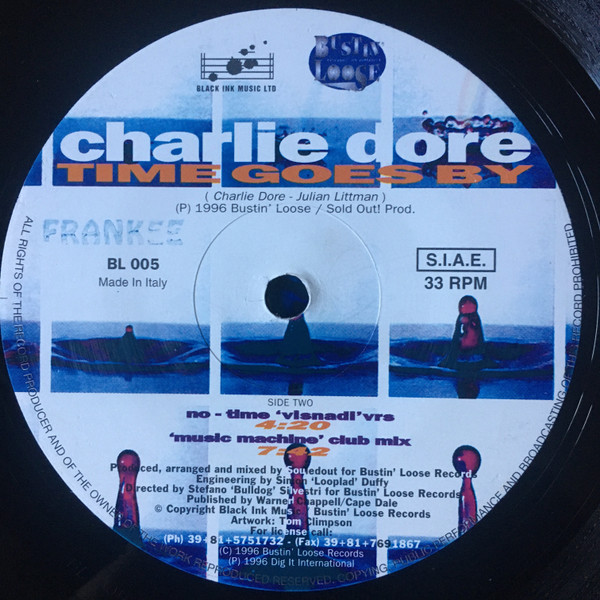 BLACK INK MUSIC LTD
BUSTIN' LOOSE
charlie dore
TIME GOES BY
( Charlie Dore - Julian Littman )
(P) 1996 Bustin' Loose / Sold Out! Prod.
FRANKEE
BL 005
Made In Italy
S.I.A.E.
33 RPM
SIDE TWO
no - time 'visnadi' vrs
4:20
'music machine' club mix
7:42
Produced, arranged and mixed by Souledout for Bustin' Loose Records
Engineering by Simon 'Looplad' Duffy
Directed by Stefano 'Bulldog' Silvestri for Bustin' Loose Records
Published by Warner Chappell/Cape Dale
© Copyright Black Ink Music / Bustin' Loose Records
Artwork: Tom Climpson
For license call:
(Ph) 39+81+5751732 - (Fax) 39+81+7691867
(C) 1996 Bustin' Loose Records
(P) 1996 Dig It International
ALL RIGHTS OF THE RECORD PRODUCER AND OF THE OWNER OF THE WORK REPRODUCED RESERVED. COPYING, PUBLIC PERFORMANCE AND BROADCASTING OF THIS RECORD PROHIBITED